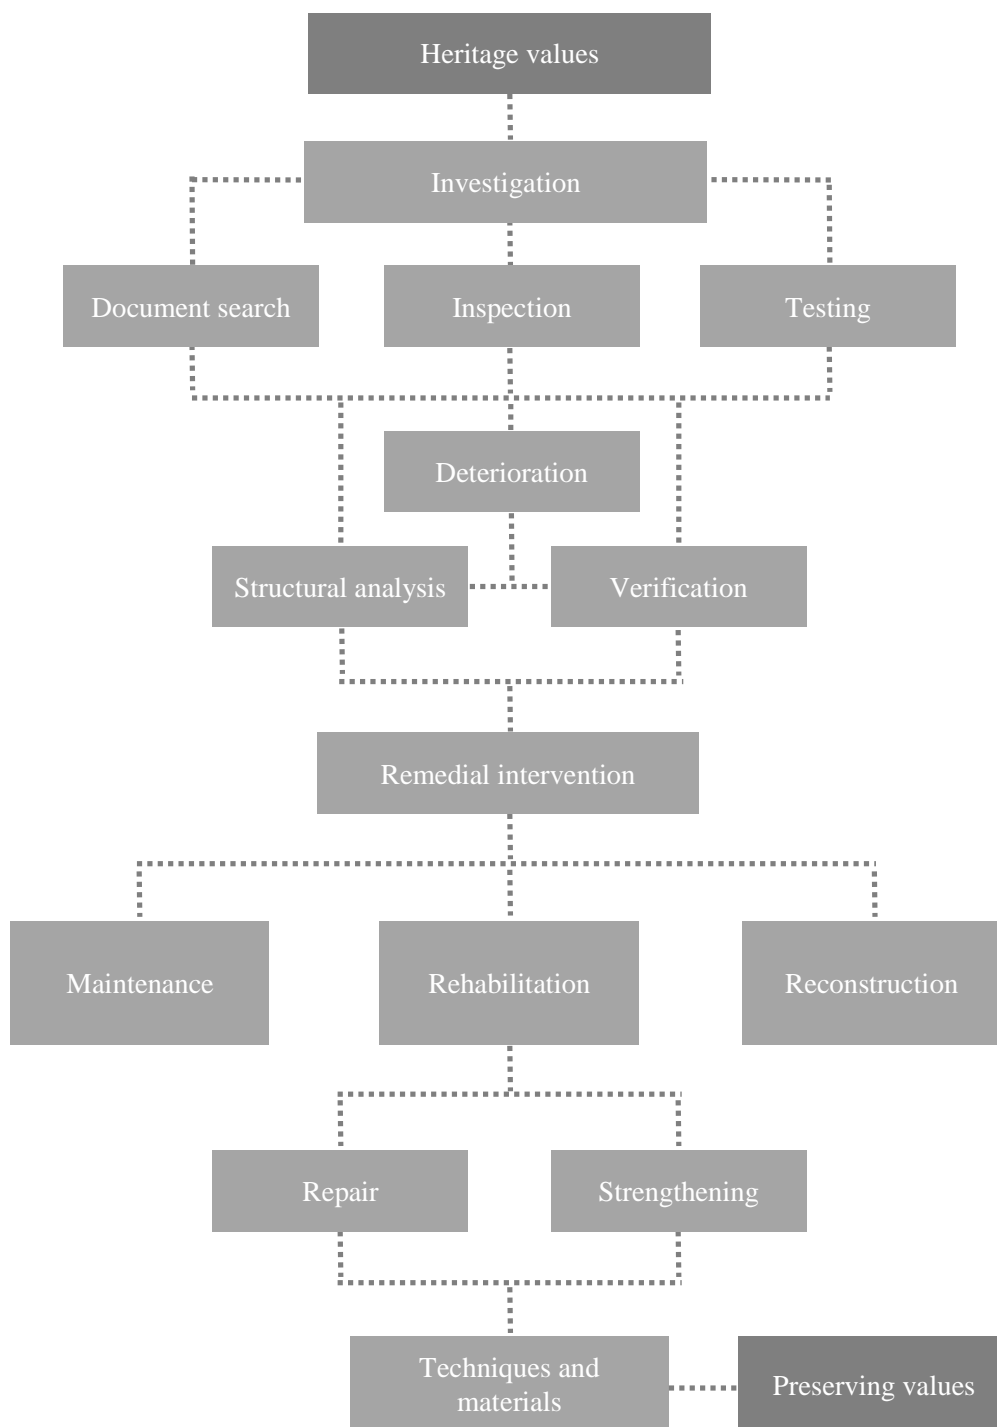 Heritage values
Investigation
Document search
Inspection
Testing
Deterioration
Structural analysis
Verification
Remedial intervention
Maintenance
Rehabilitation
Reconstruction
Repair
Strengthening
Techniques and
materials
Preserving values